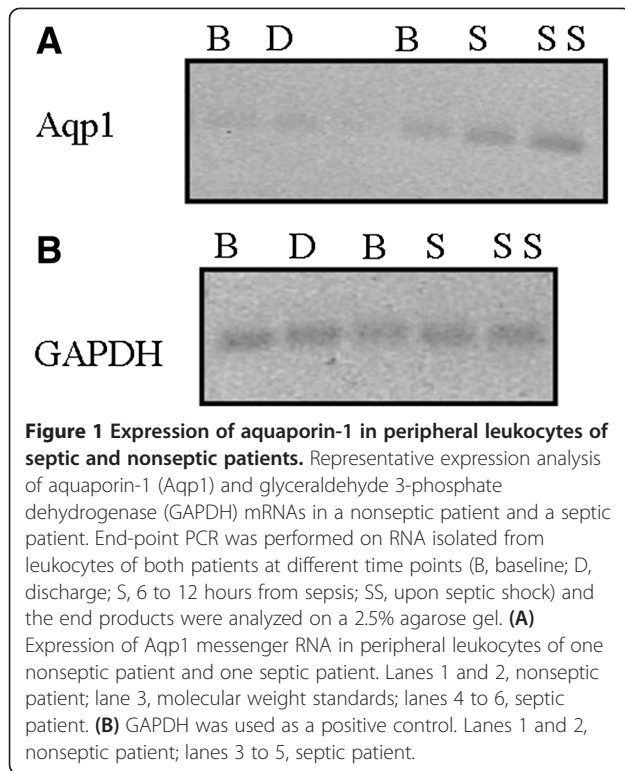 A
B D B S S S
Aqp1
B
B D B S S S
GAPDH
Figure 1 Expression of aquaporin-1 in peripheral leukocytes of
septic and nonseptic patients. Representative expression analysis
of aquaporin-1 (Aqp1) and glyceraldehyde 3-phosphate
dehydrogenase (GAPDH) mRNAs in a nonseptic patient and a septic
patient. End-point PCR was performed on RNA isolated from
leukocytes of both patients at different time points (B, baseline; D,
discharge; S, 6 to 12 hours from sepsis; SS, upon septic shock) and
the end products were analyzed on a 2.5% agarose gel. (A)
Expression of Aqp1 messenger RNA in peripheral leukocytes of one
nonseptic patient and one septic patient. Lanes 1 and 2, nonseptic
patient; lane 3, molecular weight standards; lanes 4 to 6, septic
patient. (B) GAPDH was used as a positive control. Lanes 1 and 2,
nonseptic patient; lanes 3 to 5, septic patient.